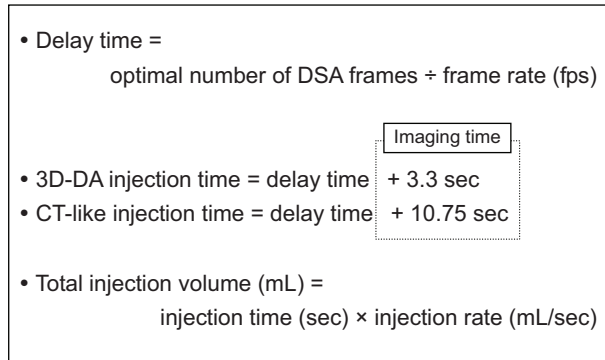 • Delay time =
optimal number of DSA frames ÷ frame rate (fps)
Imaging time
• 3D-DA injection time = delay time + 3.3 sec
• CT-like injection time = delay time + 10.75 sec
• Total injection volume (mL) =
injection time (sec) × injection rate (mL/sec)